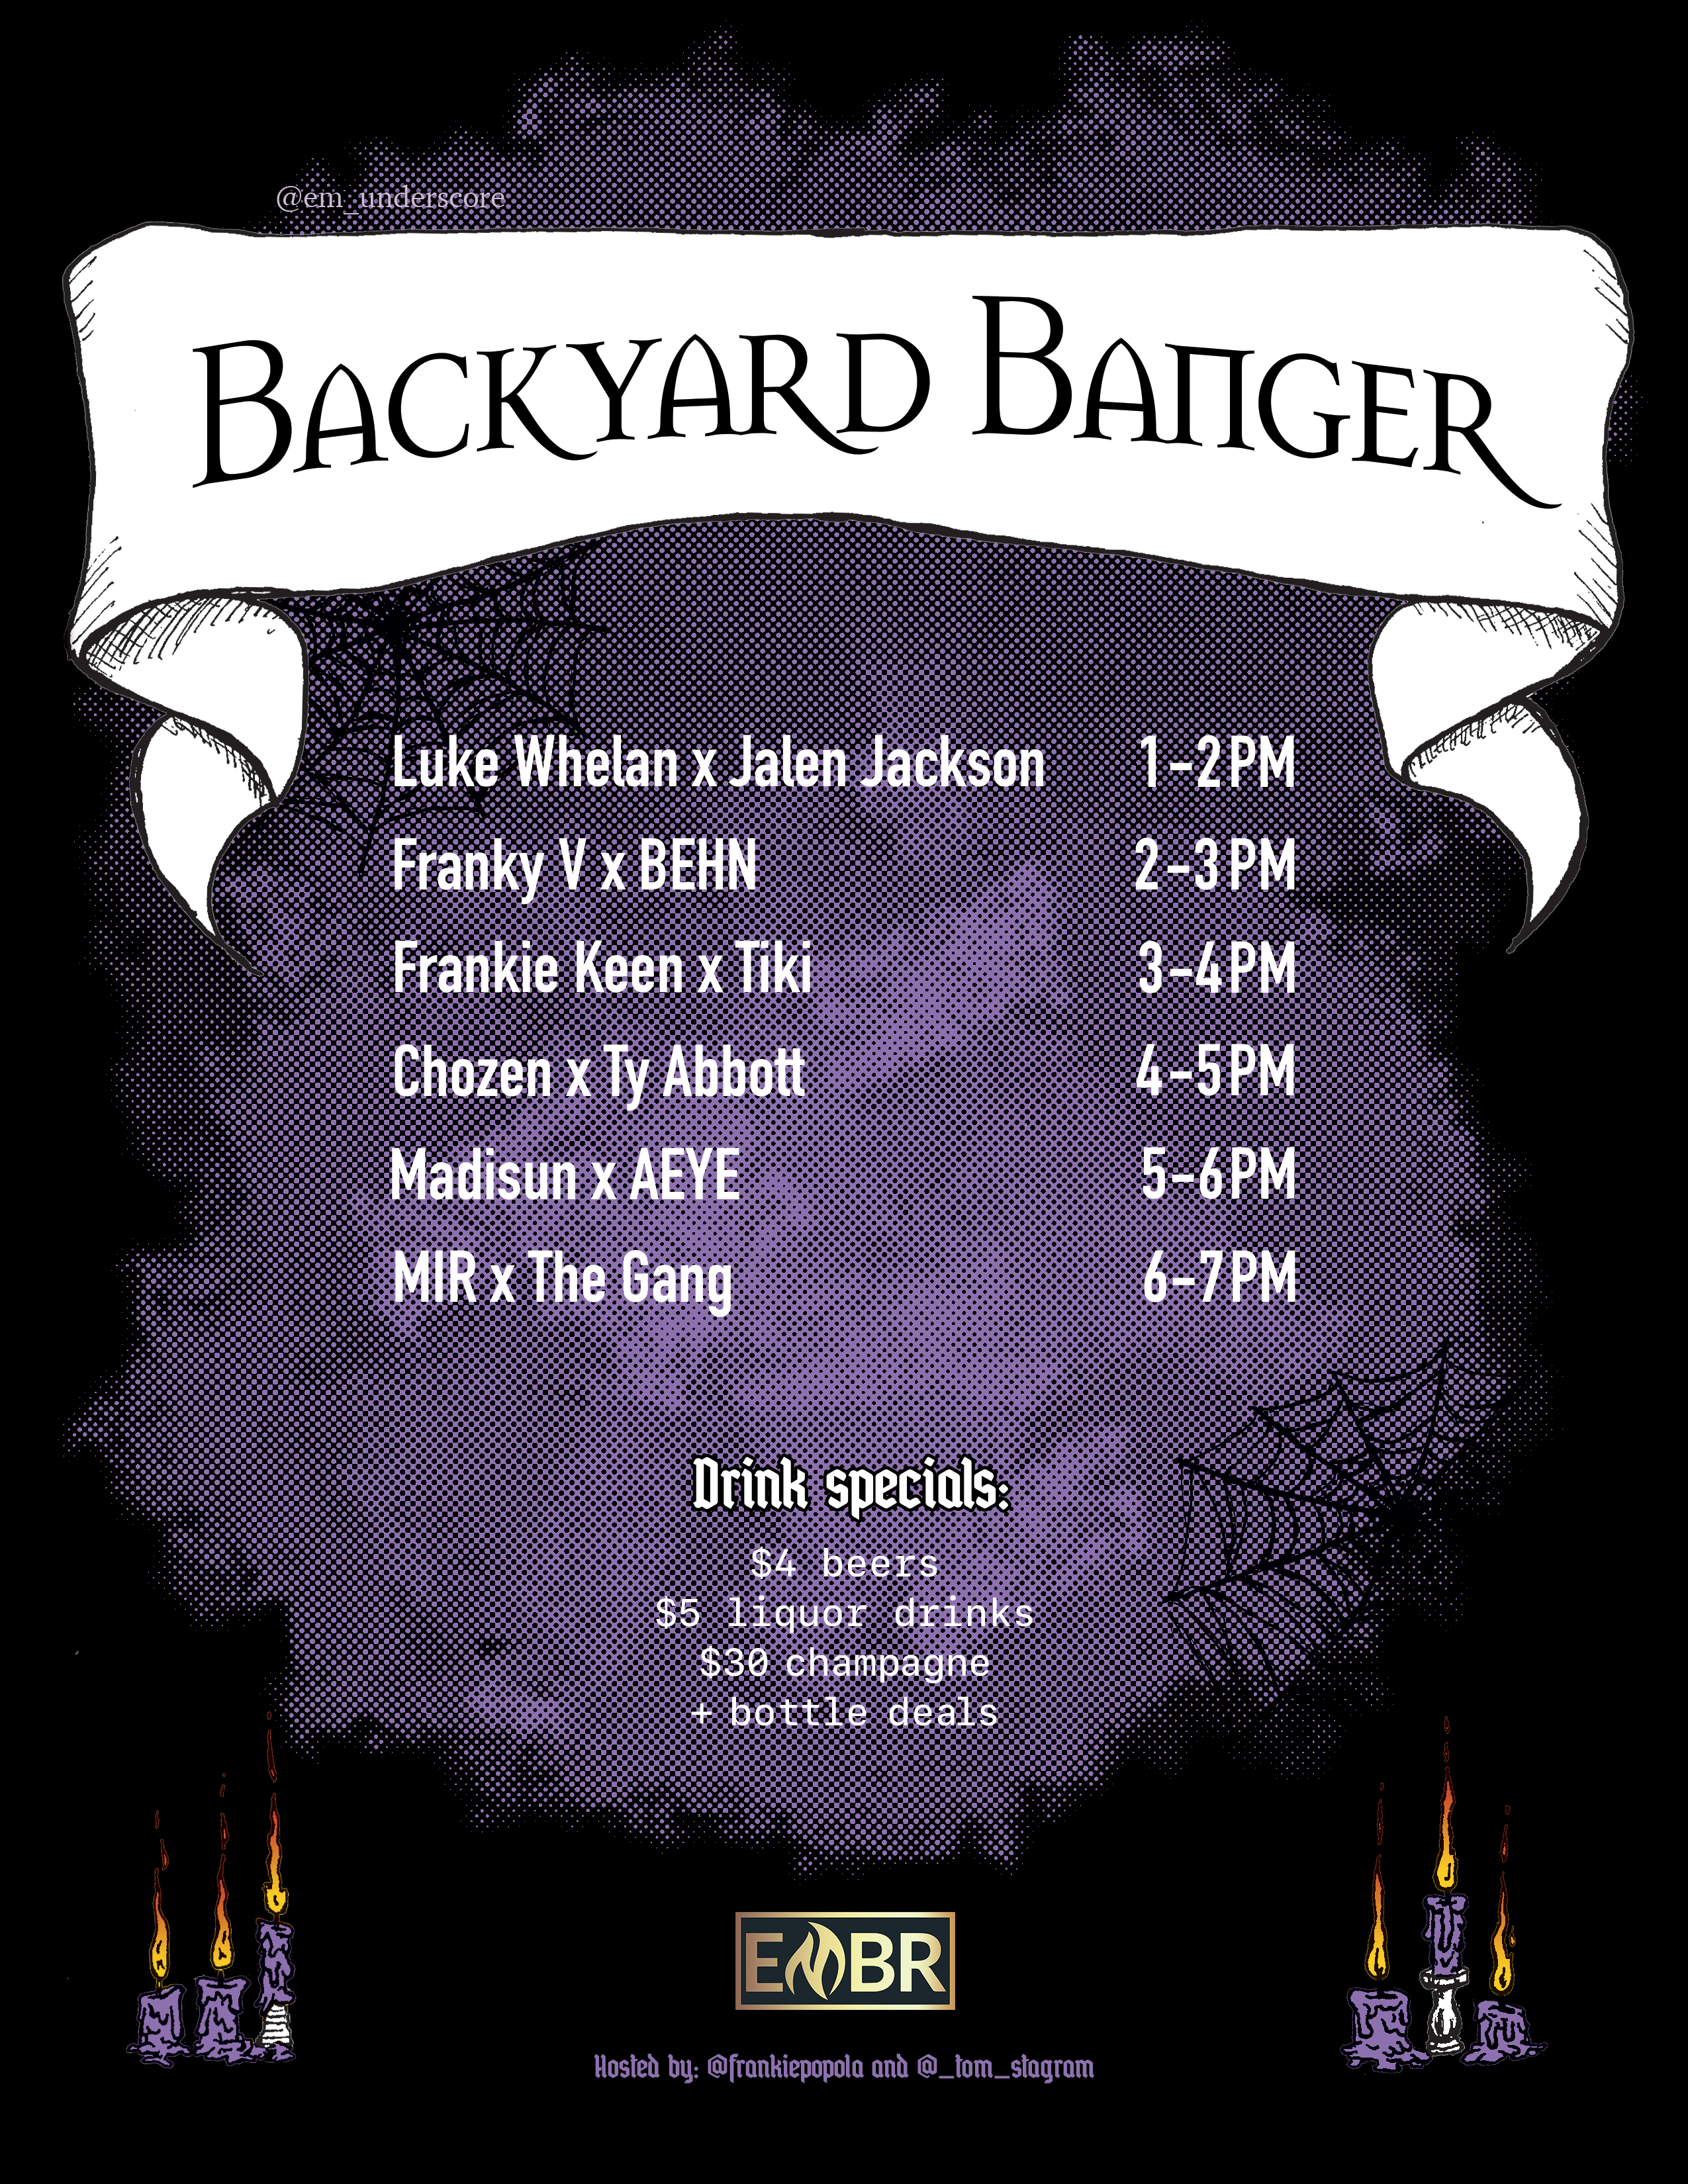 @em_underscore
BACKYARD BANGER
Luke Whelan x Jalen Jackson 1-2PM
Franky V x BEHN 2-3PM
Frankie Keen x Tiki 3-4PM
Chozen x Ty Abbott 4-5PM
Madisun x AEYE 5-6PM
MIR x The Gang 6-7PM
Drink specials:
$4 beers
$5 liquor drinks
$30 champagne
+ bottle deals
EMBR
Hosted by: @frankiepopola and @_tom_stagram